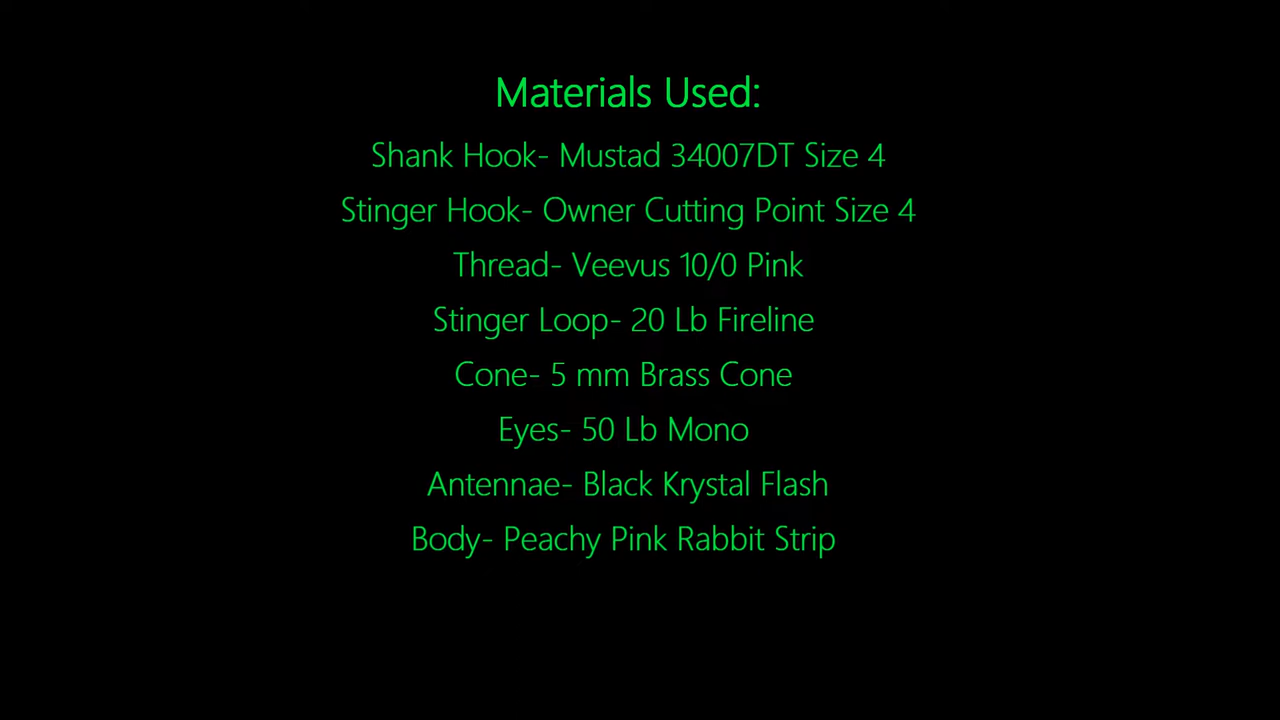 Materials Used:
Shank Hook- Mustad 34007DT Size 4
Stinger Hook- Owner Cutting Point Size 4
Thread- Veevus 10/0 Pink
Stinger Loop- 20 Lb Fireline
Cone- 5 mm Brass Cone
Eyes- 50 Lb Mono
Antennae- Black Krystal Flash
Body- Peachy Pink Rabbit Strip